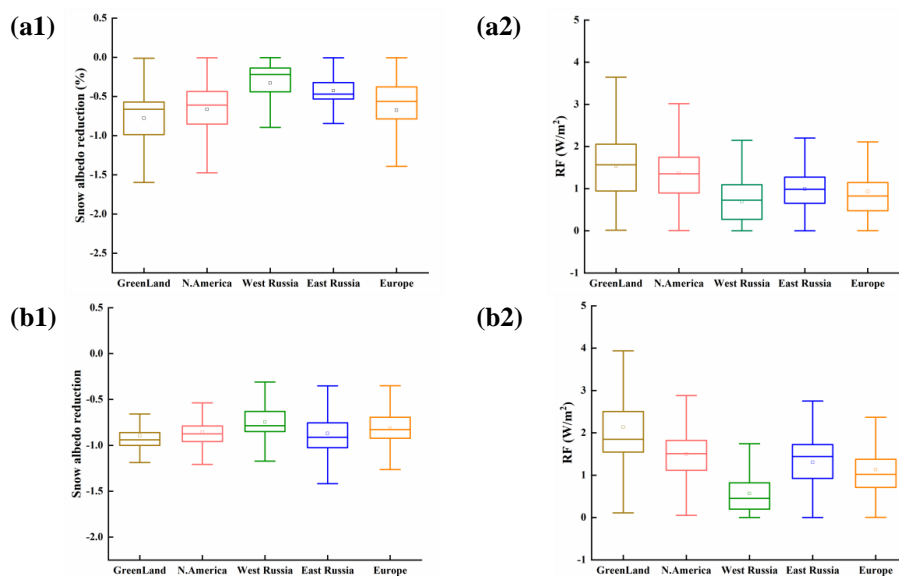 (a1)
Snow albedo reduction (%)
0.5
0.0
-0.5
-1.0
-1.5
-2.0
-2.5
GreenLand N.America West Russia East Russia Europe
(a2)
RF (W/m²)
5
4
3
2
1
0
-1
GreenLand N.America West Russia East Russia Europe
(b1)
Snow albedo reduction
0.5
0.0
-0.5
-1.0
-1.5
-2.0
GreenLand N.America West Russia East Russia Europe
(b2)
RF (W/m²)
5
4
3
2
1
0
-1
GreenLand N.America West Russia East Russia Europe